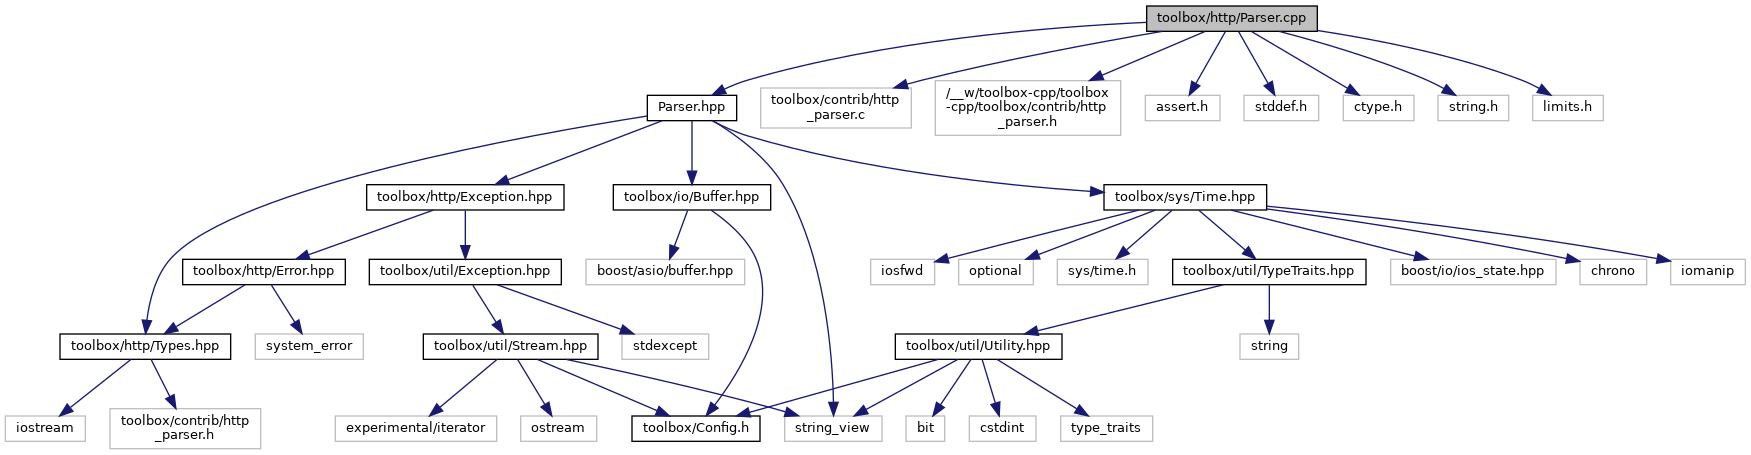 toolbox/http/Parser.cpp
Parser.hpp
toolbox/contrib/http
_parser.c
/__w/toolbox-cpp/toolbox
-cpp/toolbox/contrib/http
_parser.h
assert.h
stddef.h
ctype.h
string.h
limits.h
toolbox/http/Exception.hpp
toolbox/io/Buffer.hpp
toolbox/sys/Time.hpp
toolbox/http/Error.hpp
toolbox/util/Exception.hpp
boost/asio/buffer.hpp
iosfwd
optional
sys/time.h
toolbox/util/TypeTraits.hpp
boost/io/ios_state.hpp
chrono
iomanip
toolbox/http/Types.hpp
system_error
toolbox/util/Stream.hpp
stdexcept
toolbox/util/Utility.hpp
string
iostream
toolbox/contrib/http
_parser.h
experimental/iterator
ostream
toolbox/Config.h
string_view
bit
cstdint
type_traits